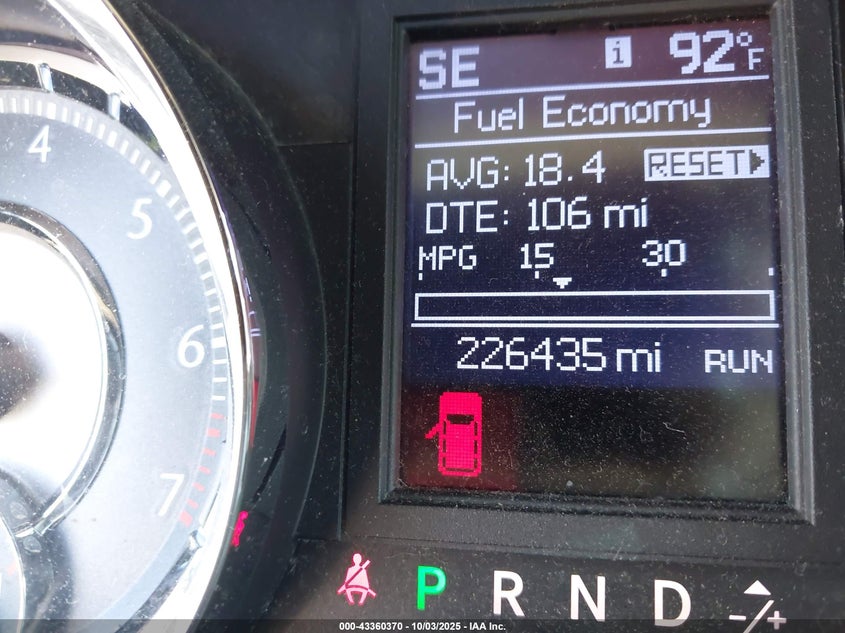 4
5
6
7
SE i 92°F
Fuel Economy
AVG: 18.4 RESET
DTE: 106 mi
MPG 15 30
226435 mi RUN
P R N D -/+
000-43360370 - 10/03/2025 - IAA Inc.